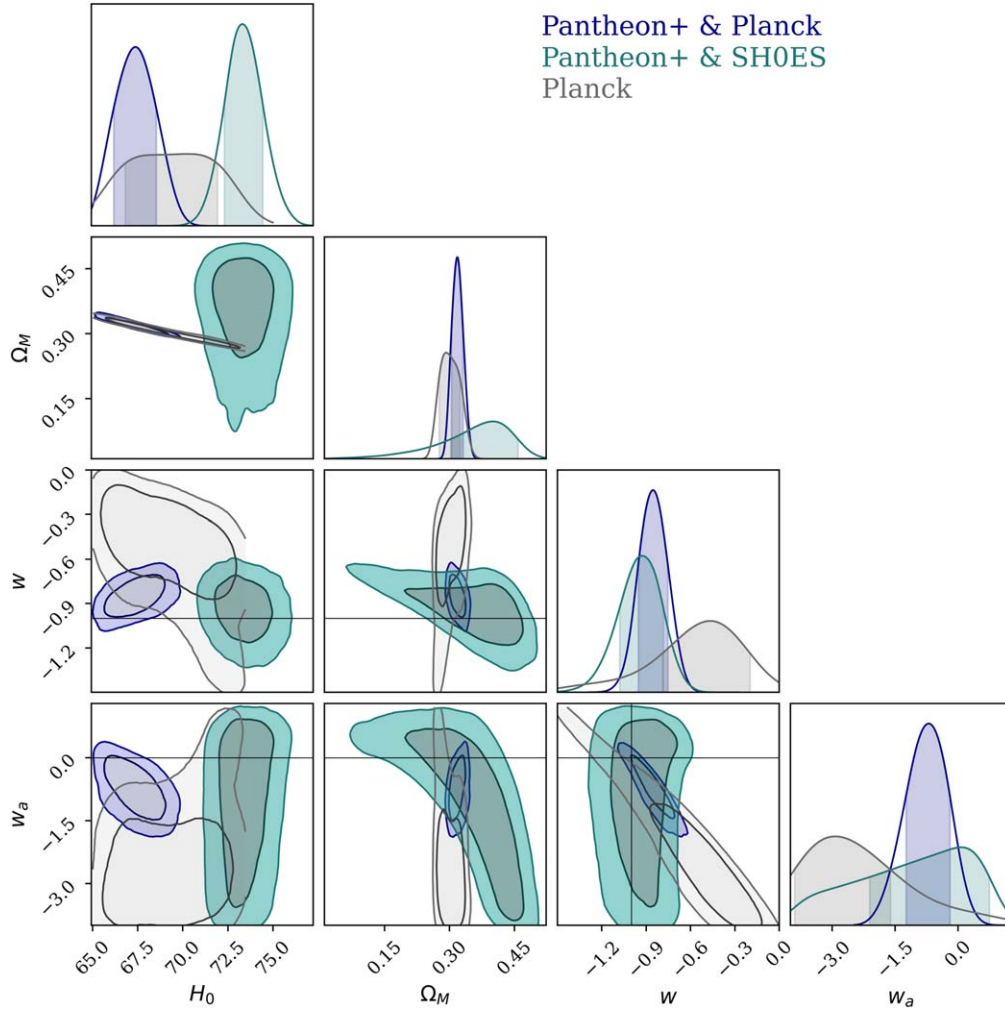 Pantheon+ & Planck
Pantheon+ & SH0ES
Planck
Ω_M
0.45
0.30
0.15
w
0.0
−0.3
−0.6
−0.9
−1.2
w_a
0.0
−1.5
−3.0
65.0 67.5 70.0 72.5 75.0
0.15 0.30 0.45
−1.2 −0.9 −0.6 −0.3 0.0
−3.0 −1.5 0.0
H_0 Ω_M w w_a